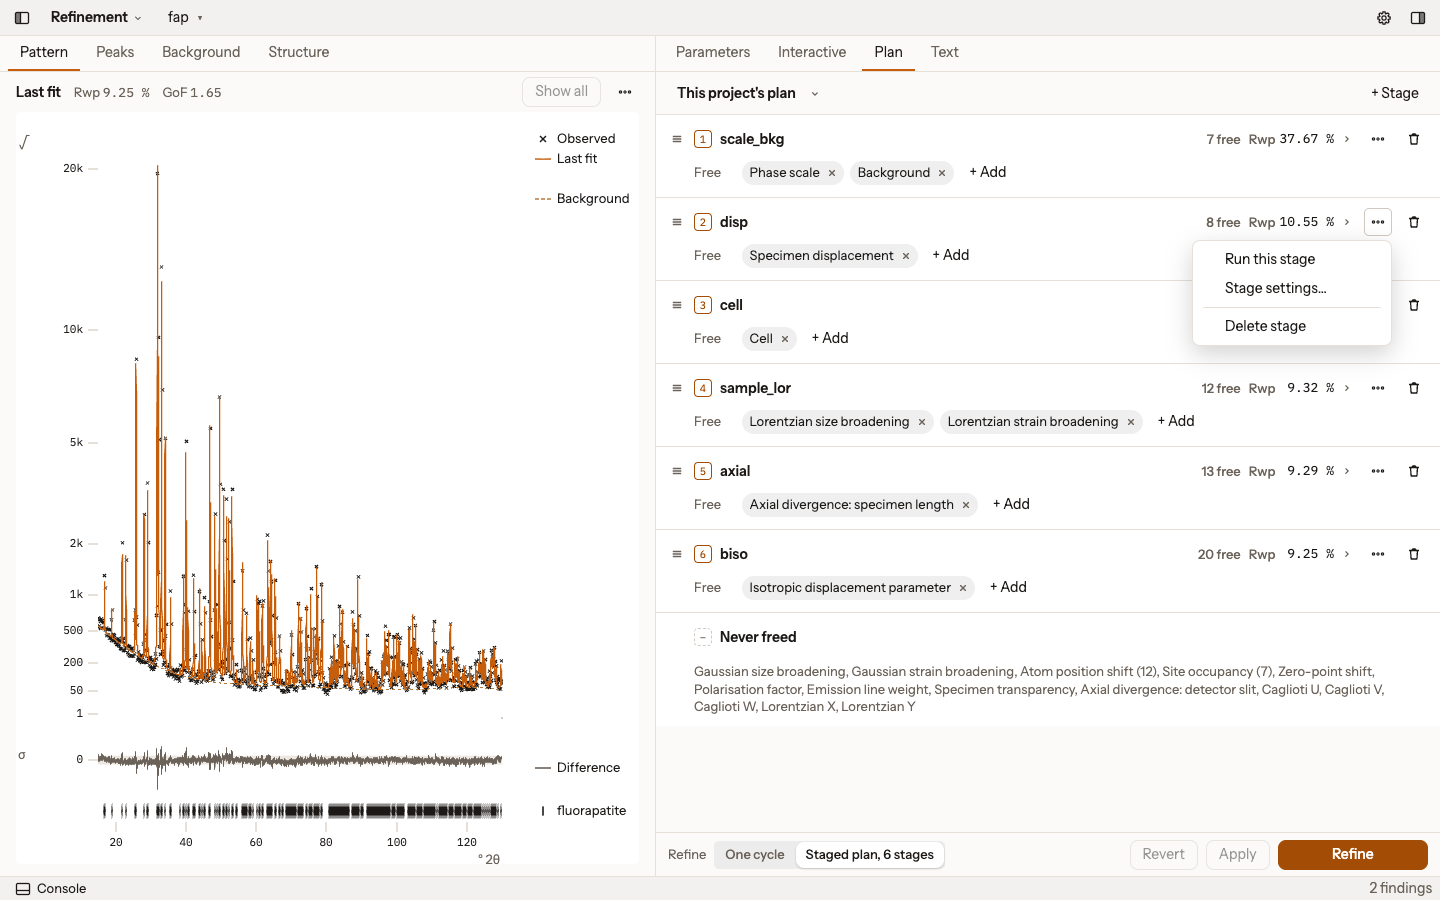 Refinement
fap
Pattern
Peaks
Background
Structure
Parameters
Interactive
Plan
Text
Last fit
Rwp 9.25 %
GoF 1.65
Show all
This project's plan
+ Stage
√
20k
10k
5k
2k
1k
500
200
50
1
σ
0
20
40
60
80
100
120
° 2θ
Observed
Last fit
Background
Difference
fluorapatite
1 scale_bkg
7 free Rwp 37.67 %
Free Phase scale × Background × + Add
2 disp
8 free Rwp 10.55 %
Free Specimen displacement × + Add
Run this stage
Stage settings...
Delete stage
3 cell
Free Cell × + Add
4 sample_lor
12 free Rwp 9.32 %
Free Lorentzian size broadening × Lorentzian strain broadening × + Add
5 axial
13 free Rwp 9.29 %
Free Axial divergence: specimen length × + Add
6 biso
20 free Rwp 9.25 %
Free Isotropic displacement parameter × + Add
– Never freed
Gaussian size broadening, Gaussian strain broadening, Atom position shift (12), Site occupancy (7), Zero-point shift,
Polarisation factor, Emission line weight, Specimen transparency, Axial divergence: detector slit, Caglioti U, Caglioti V,
Caglioti W, Lorentzian X, Lorentzian Y
Refine
One cycle
Staged plan, 6 stages
Revert
Apply
Refine
Console
2 findings